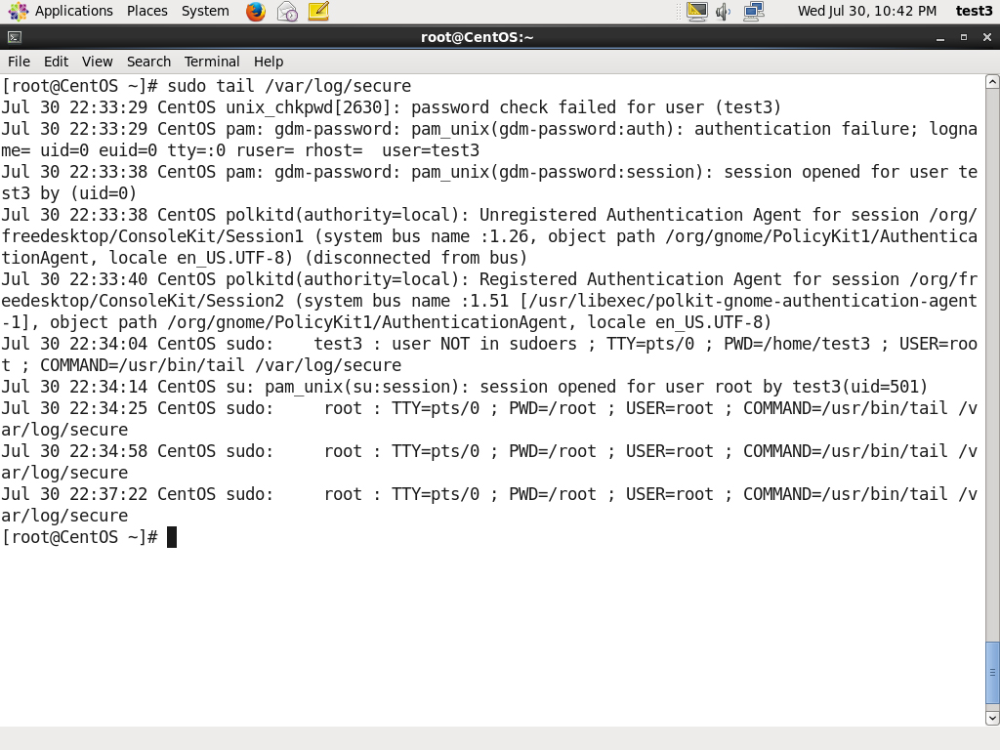 Applications Places System Wed Jul 30, 10:42 PM test3
root@CentOS:~
File Edit View Search Terminal Help
[root@CentOS ~]# sudo tail /var/log/secure
Jul 30 22:33:29 CentOS unix_chkpwd[2630]: password check failed for user (test3)
Jul 30 22:33:29 CentOS pam: gdm-password: pam_unix(gdm-password:auth): authentication failure; logna
me= uid=0 euid=0 tty=:0 ruser= rhost=  user=test3
Jul 30 22:33:38 CentOS pam: gdm-password: pam_unix(gdm-password:session): session opened for user te
st3 by (uid=0)
Jul 30 22:33:38 CentOS polkitd(authority=local): Unregistered Authentication Agent for session /org/
freedesktop/ConsoleKit/Session1 (system bus name :1.26, object path /org/gnome/PolicyKit1/Authentica
tionAgent, locale en_US.UTF-8) (disconnected from bus)
Jul 30 22:33:40 CentOS polkitd(authority=local): Registered Authentication Agent for session /org/fr
eedesktop/ConsoleKit/Session2 (system bus name :1.51 [/usr/libexec/polkit-gnome-authentication-agent
-1], object path /org/gnome/PolicyKit1/AuthenticationAgent, locale en_US.UTF-8)
Jul 30 22:34:04 CentOS sudo:    test3 : user NOT in sudoers ; TTY=pts/0 ; PWD=/home/test3 ; USER=roo
t ; COMMAND=/usr/bin/tail /var/log/secure
Jul 30 22:34:14 CentOS su: pam_unix(su:session): session opened for user root by test3(uid=501)
Jul 30 22:34:25 CentOS sudo:     root : TTY=pts/0 ; PWD=/root ; USER=root ; COMMAND=/usr/bin/tail /v
ar/log/secure
Jul 30 22:34:58 CentOS sudo:     root : TTY=pts/0 ; PWD=/root ; USER=root ; COMMAND=/usr/bin/tail /v
ar/log/secure
Jul 30 22:37:22 CentOS sudo:     root : TTY=pts/0 ; PWD=/root ; USER=root ; COMMAND=/usr/bin/tail /v
ar/log/secure
[root@CentOS ~]#